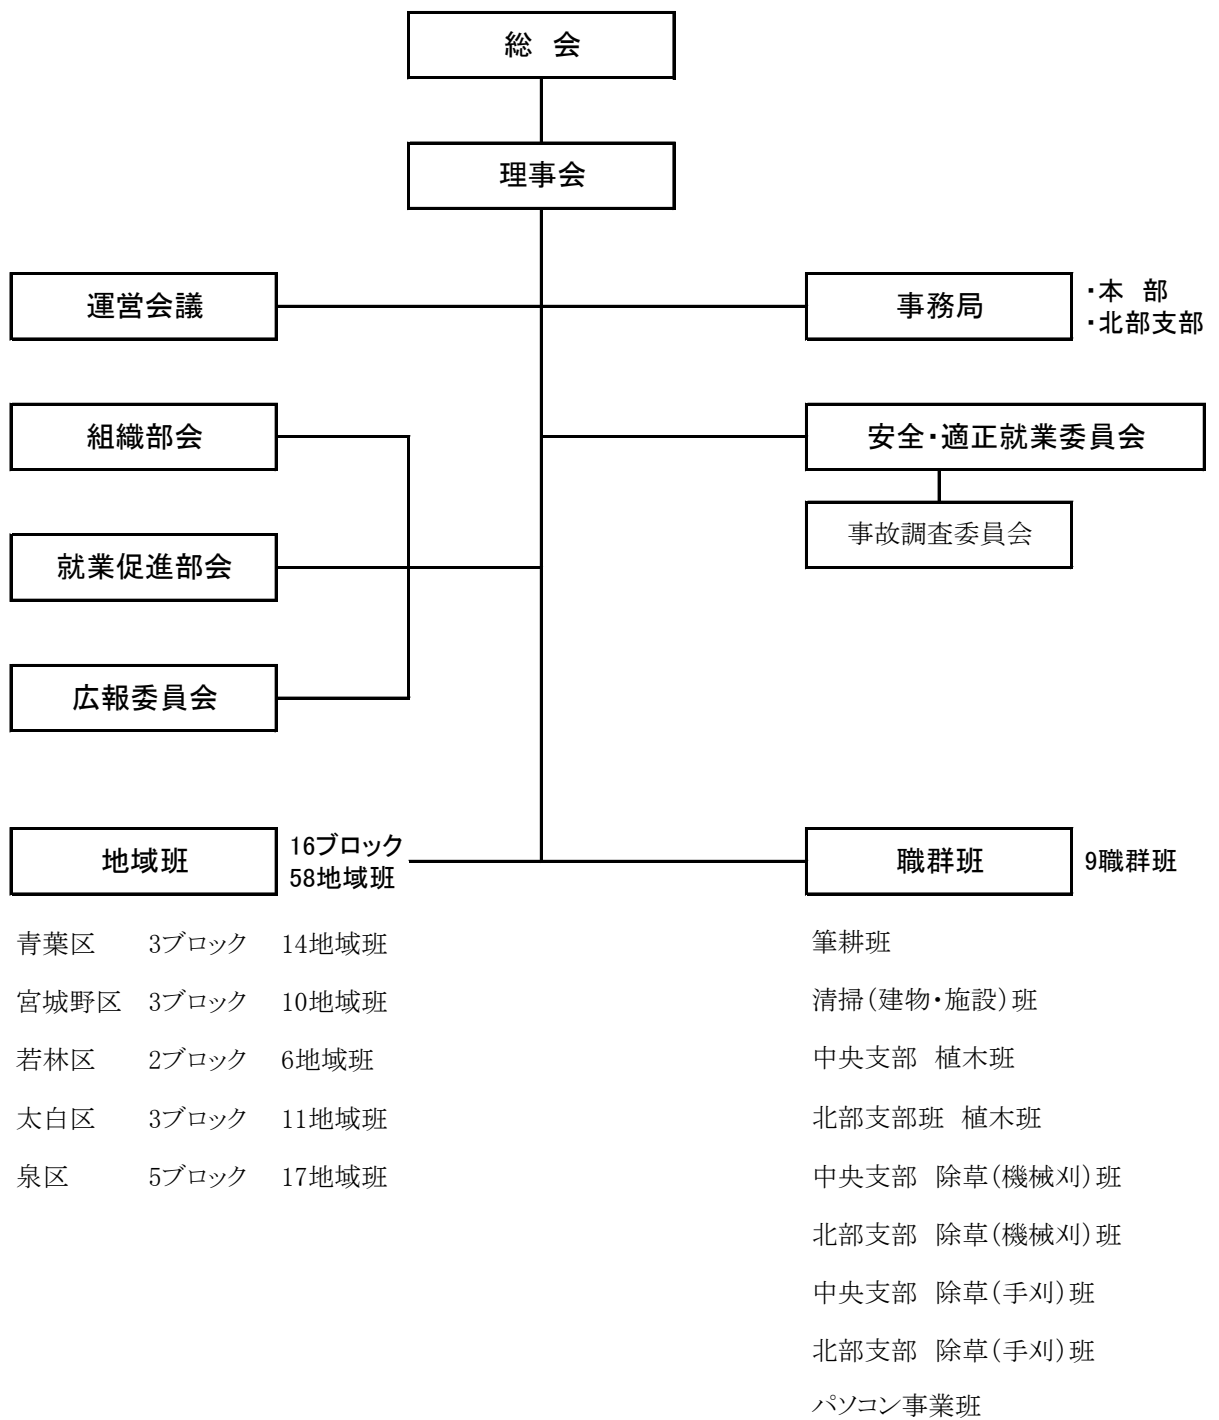 総　会
理事会
運営会議
事務局
・本　部
・北部支部
組織部会
安全・適正就業委員会
事故調査委員会
就業促進部会
広報委員会
地域班
16ブロック
58地域班
職群班
9職群班
青葉区　3ブロック　14地域班
宮城野区　3ブロック　10地域班
若林区　2ブロック　6地域班
太白区　3ブロック　11地域班
泉区　5ブロック　17地域班
筆耕班
清掃（建物・施設）班
中央支部　植木班
北部支部班　植木班
中央支部　除草（機械刈）班
北部支部　除草（機械刈）班
中央支部　除草（手刈）班
北部支部　除草（手刈）班
パソコン事業班